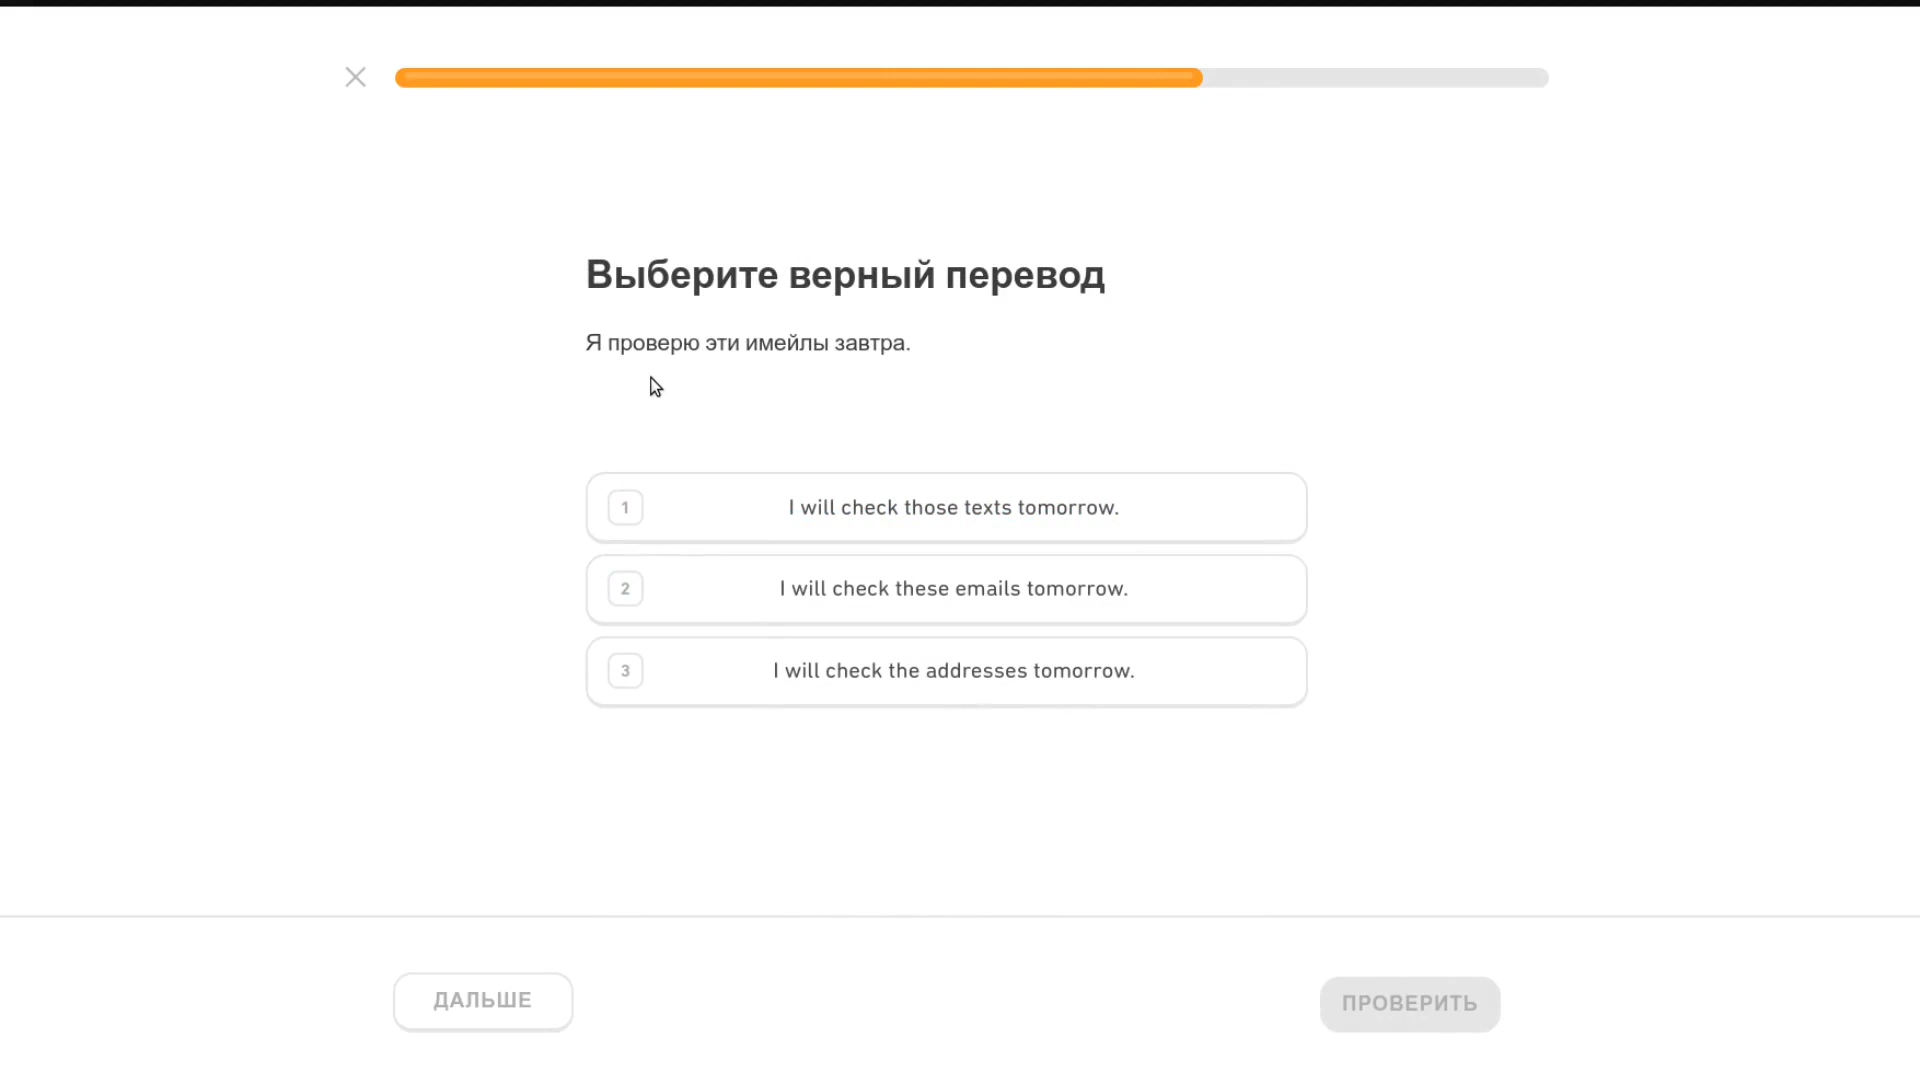 Выберите верный перевод
Я проверю эти имейлы завтра.
1 I will check those texts tomorrow.
2 I will check these emails tomorrow.
3 I will check the addresses tomorrow.
ДАЛЬШЕ
ПРОВЕРИТЬ